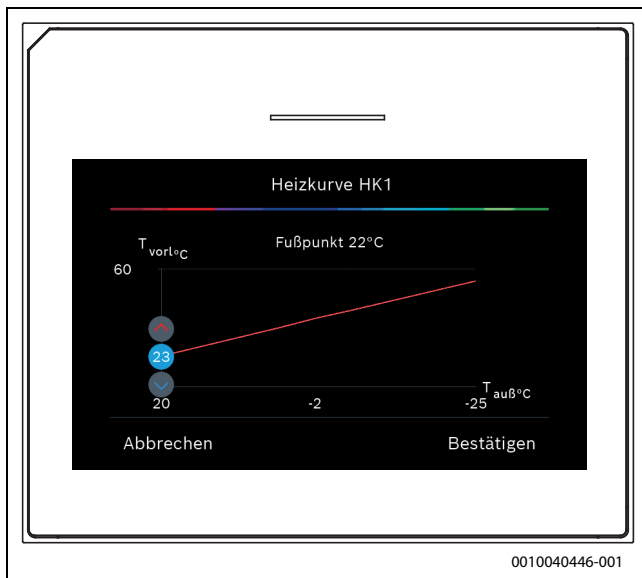 Heizkurve HK1
T vorl°C
Fußpunkt 22°C
60
23
T auß°C
20 -2 -25
Abbrechen Bestätigen
0010040446-001